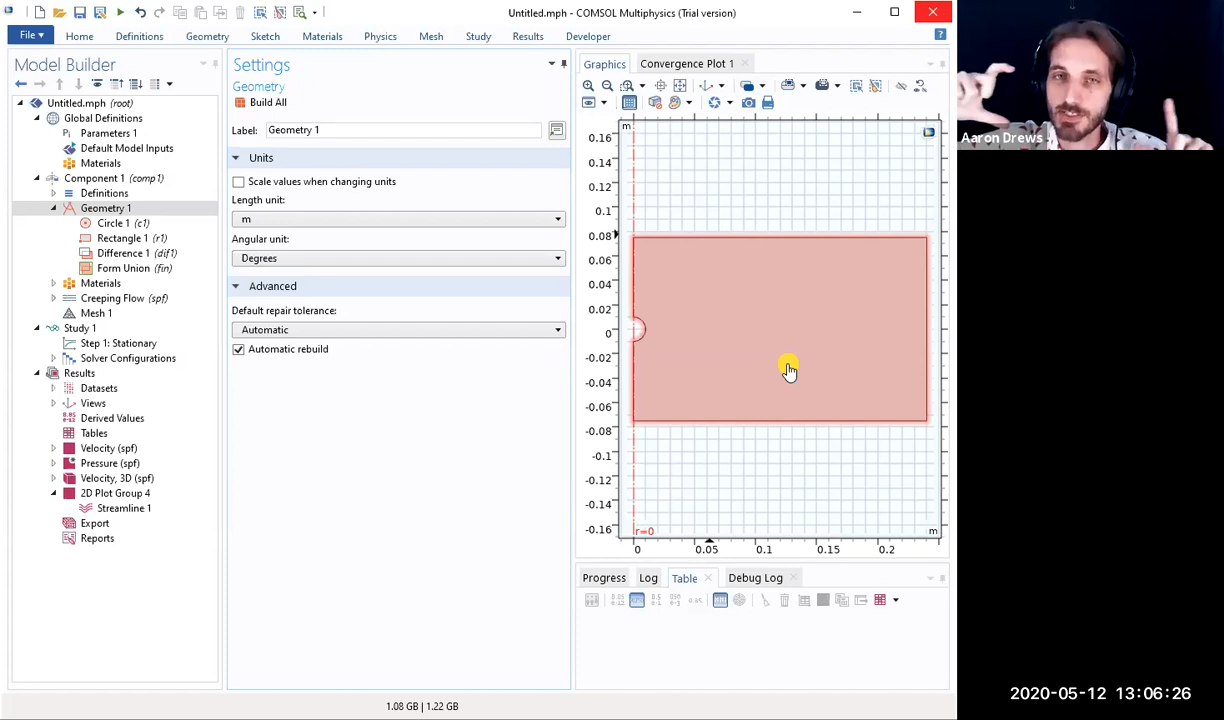 Untitled.mph - COMSOL Multiphysics (Trial version)
File Home Definitions Geometry Sketch Materials Physics Mesh Study Results Developer
Model Builder
Untitled.mph (root)
Global Definitions
Parameters 1
Default Model Inputs
Materials
Component 1 (comp1)
Definitions
Geometry 1
Circle 1 (c1)
Rectangle 1 (r1)
Difference 1 (dif1)
Form Union (fin)
Materials
Creeping Flow (spf)
Mesh 1
Study 1
Step 1: Stationary
Solver Configurations
Results
Datasets
Views
Derived Values
Tables
Velocity (spf)
Pressure (spf)
Velocity, 3D (spf)
2D Plot Group 4
Streamline 1
Export
Reports
Settings
Geometry
Build All
Label: Geometry 1
Units
Scale values when changing units
Length unit:
m
Angular unit:
Degrees
Advanced
Default repair tolerance:
Automatic
Automatic rebuild
Graphics Convergence Plot 1
m
0.16
0.14
0.12
0.1
0.08
0.06
0.04
0.02
0
-0.02
-0.04
-0.06
-0.08
-0.1
-0.12
-0.14
-0.16
r=0 m
0 0.05 0.1 0.15 0.2
Progress Log Table Debug Log
1.08 GB | 1.22 GB
Aaron Drews
2020-05-12 13:06:26